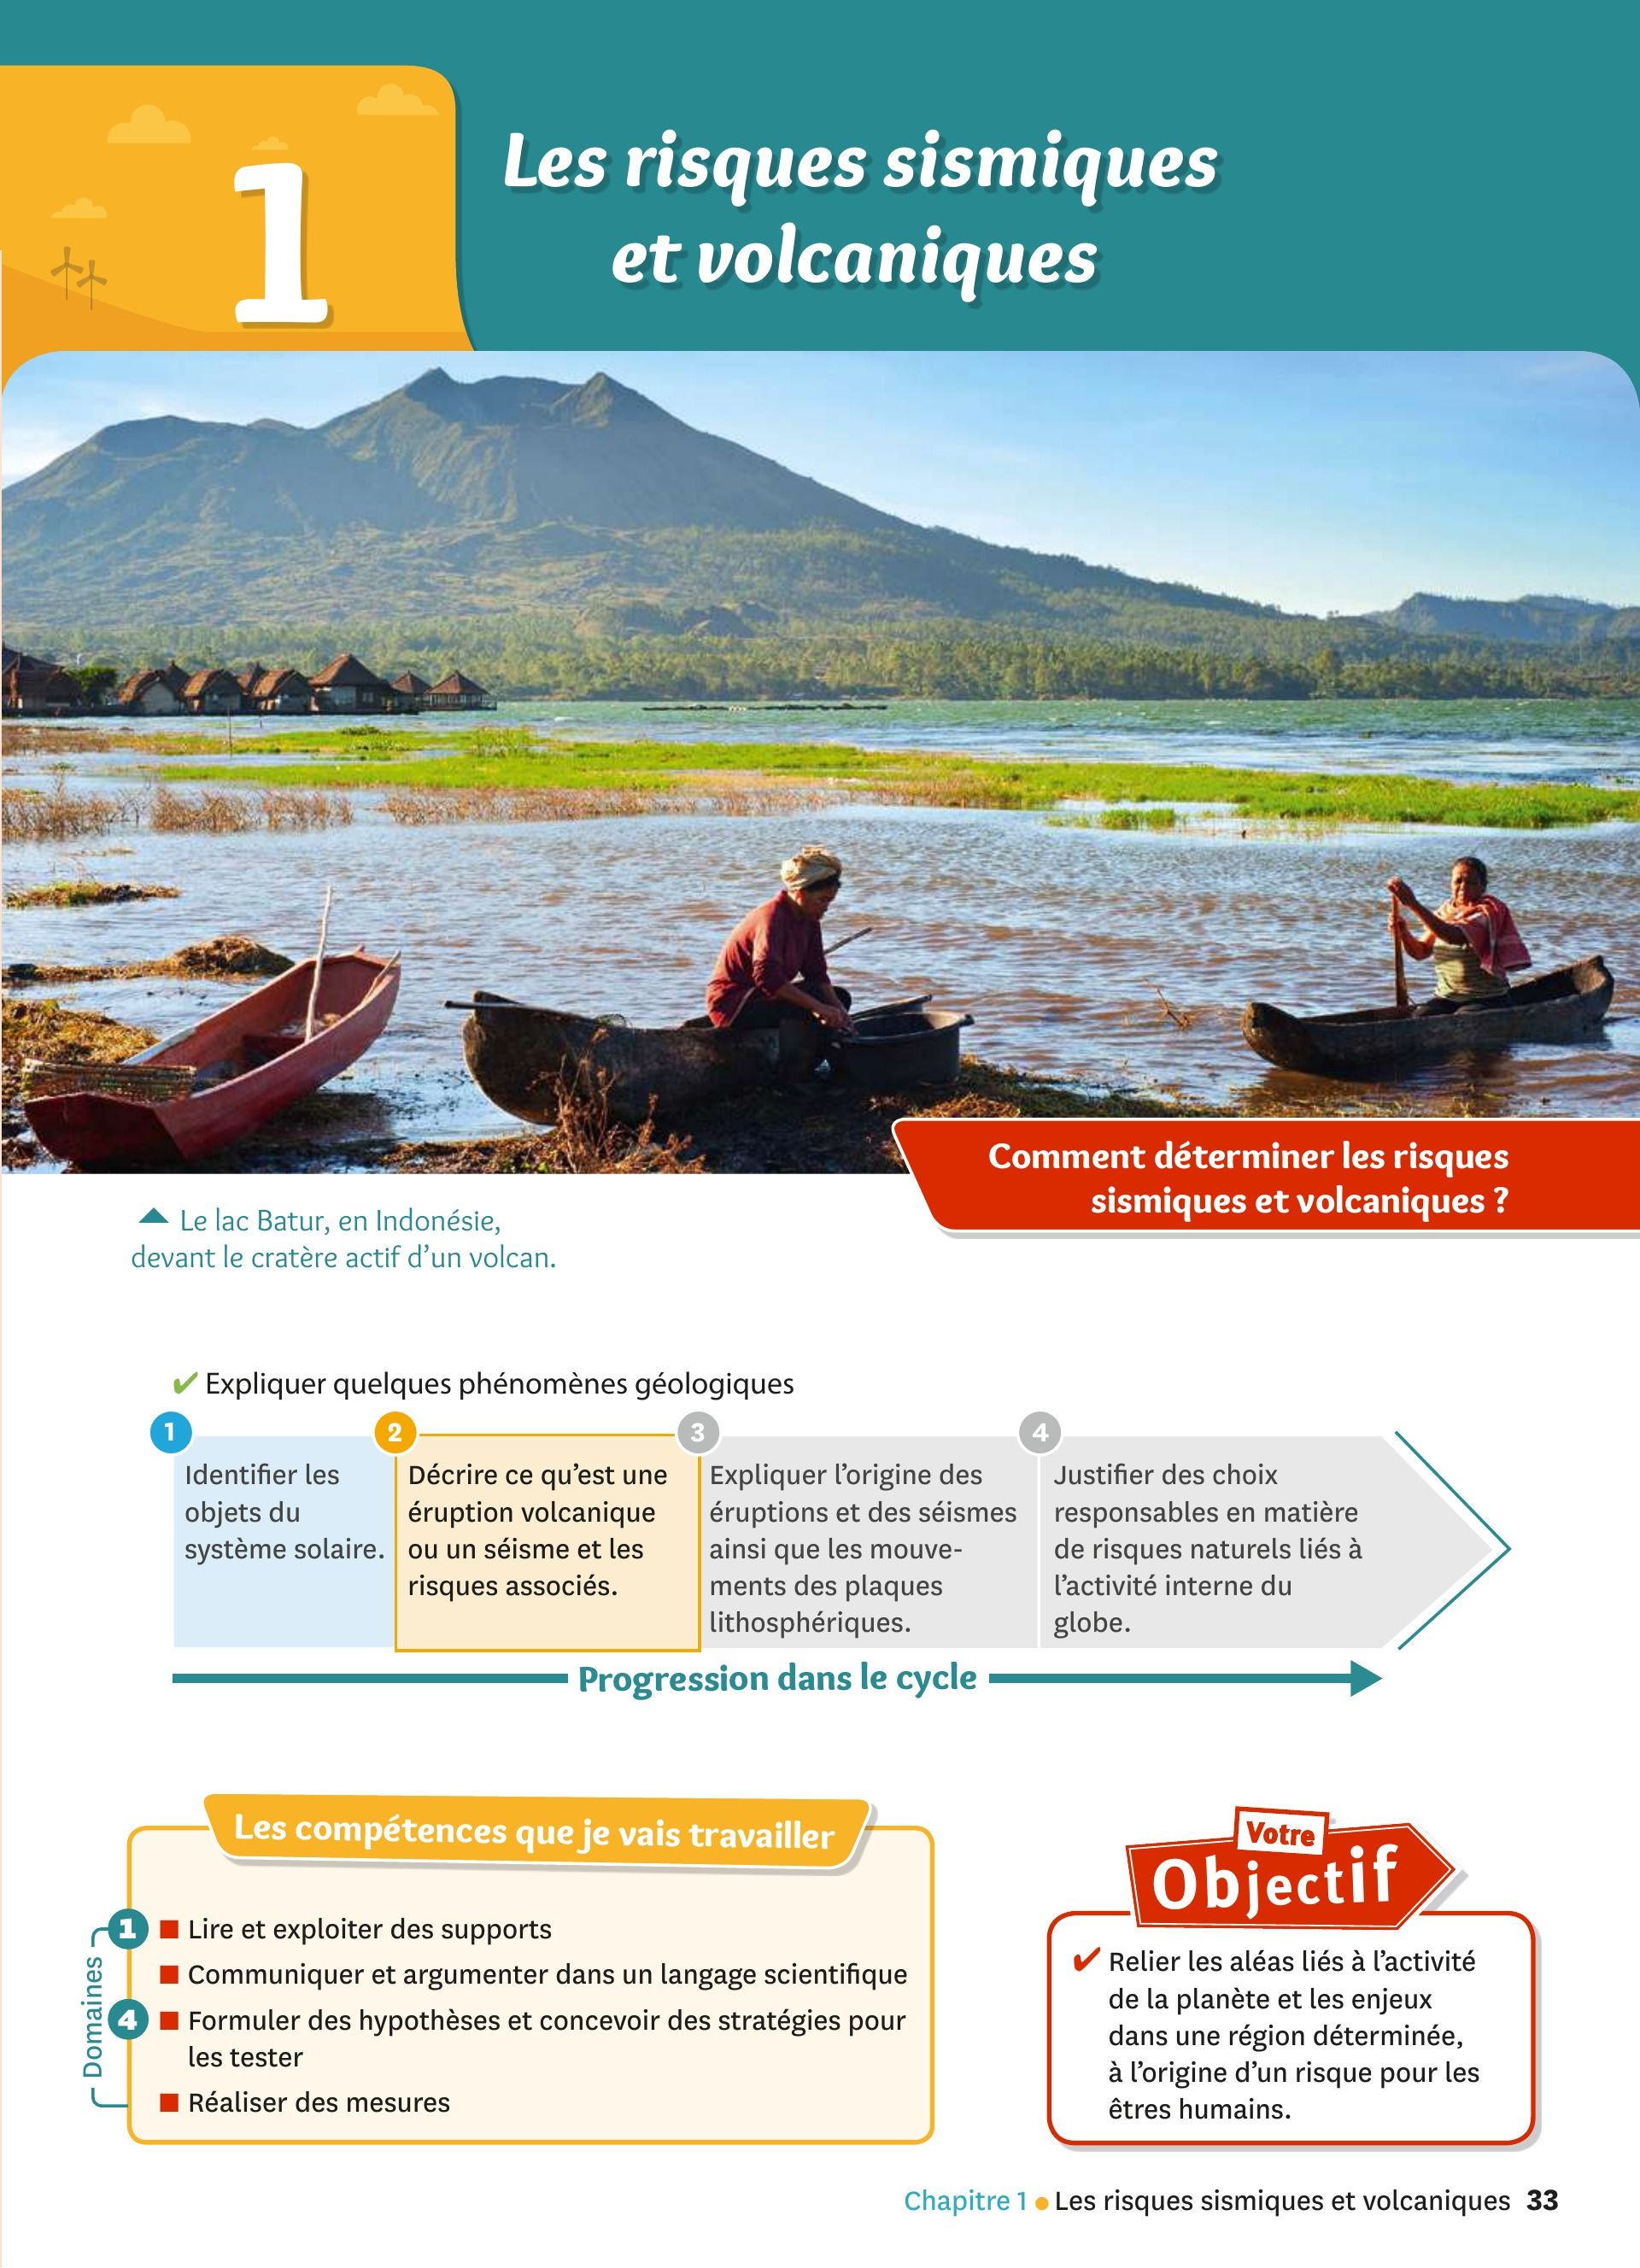 1
Les risques sismiques
et volcaniques
Comment déterminer les risques
sismiques et volcaniques ?
Le lac Batur, en Indonésie,
devant le cratère actif d’un volcan.
✔ Expliquer quelques phénomènes géologiques
1
Identifier les
objets du
système solaire.
2
Décrire ce qu’est une
éruption volcanique
ou un séisme et les
risques associés.
3
Expliquer l’origine des
éruptions et des séismes
ainsi que les mouve-
ments des plaques
lithosphériques.
4
Justifier des choix
responsables en matière
de risques naturels liés à
l’activité interne du
globe.
Progression dans le cycle
Les compétences que je vais travailler
Domaines
1
■ Lire et exploiter des supports
■ Communiquer et argumenter dans un langage scientifique
4
■ Formuler des hypothèses et concevoir des stratégies pour
les tester
■ Réaliser des mesures
Votre
Objectif
✔ Relier les aléas liés à l’activité
de la planète et les enjeux
dans une région déterminée,
à l’origine d’un risque pour les
êtres humains.
Chapitre 1 ● Les risques sismiques et volcaniques 33